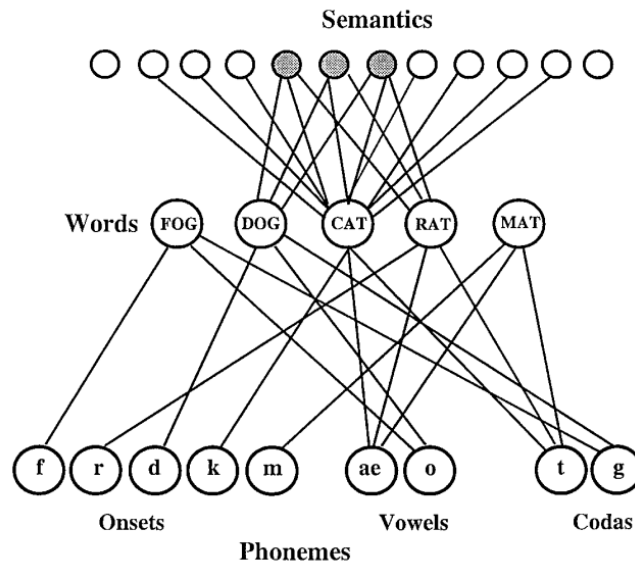 Semantics
Words FOG DOG CAT RAT MAT
f r d k m ae o t g
Onsets Vowels Codas
Phonemes